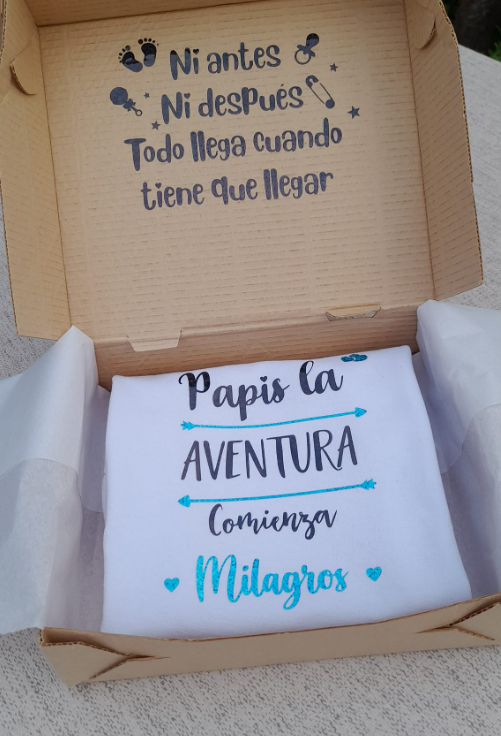 Ni antes
Ni después
Todo llega cuando
tiene que llegar
Papis la
AVENTURA
Comienza
Milagros